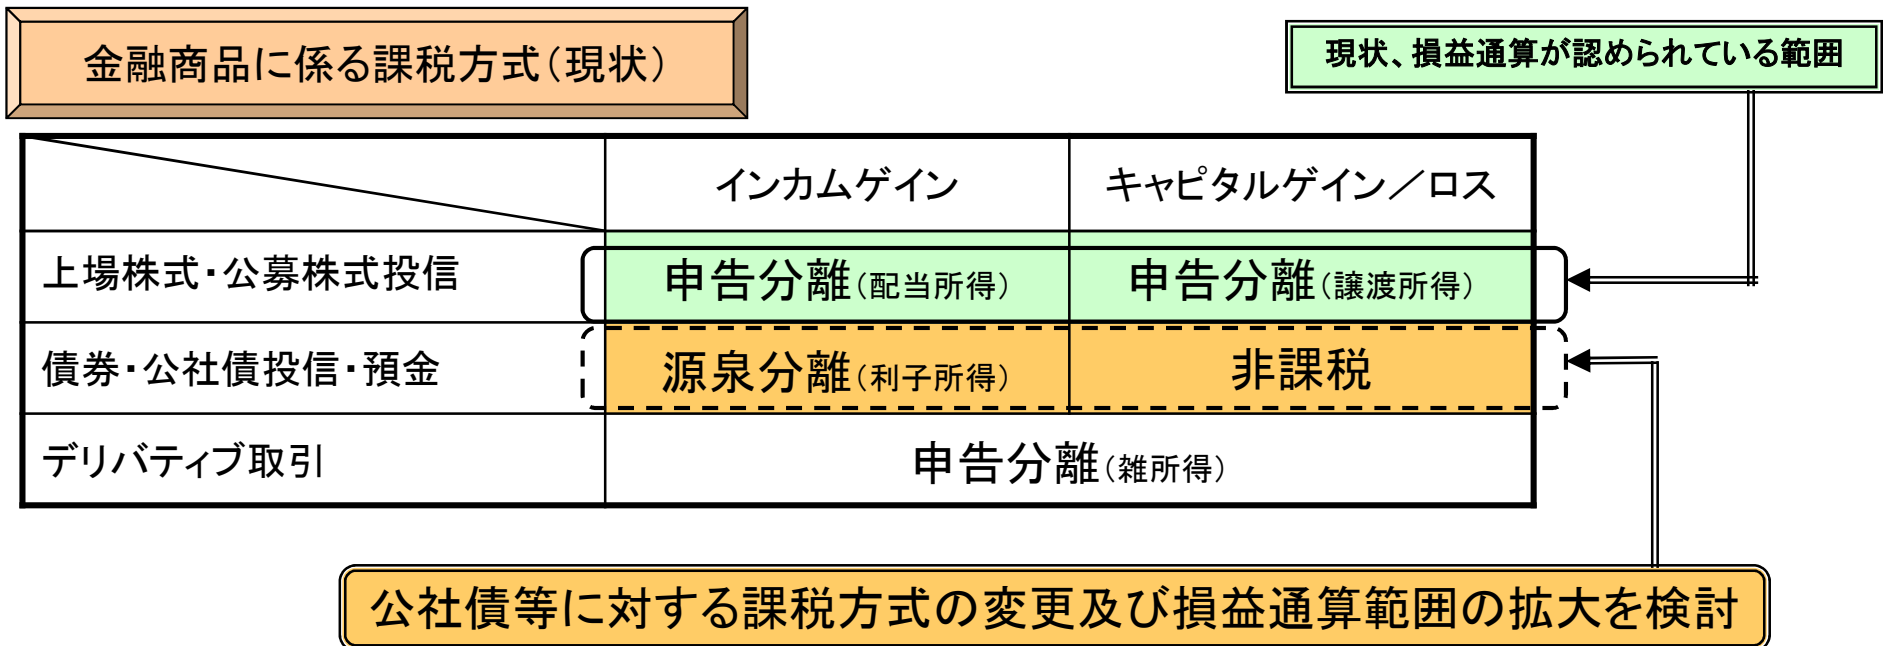 金融商品に係る課税方式（現状）
現状、損益通算が認められている範囲
インカムゲイン
キャピタルゲイン／ロス
上場株式・公募株式投信
申告分離（配当所得）
申告分離（譲渡所得）
債券・公社債投信・預金
源泉分離（利子所得）
非課税
デリバティブ取引
申告分離（雑所得）
公社債等に対する課税方式の変更及び損益通算範囲の拡大を検討